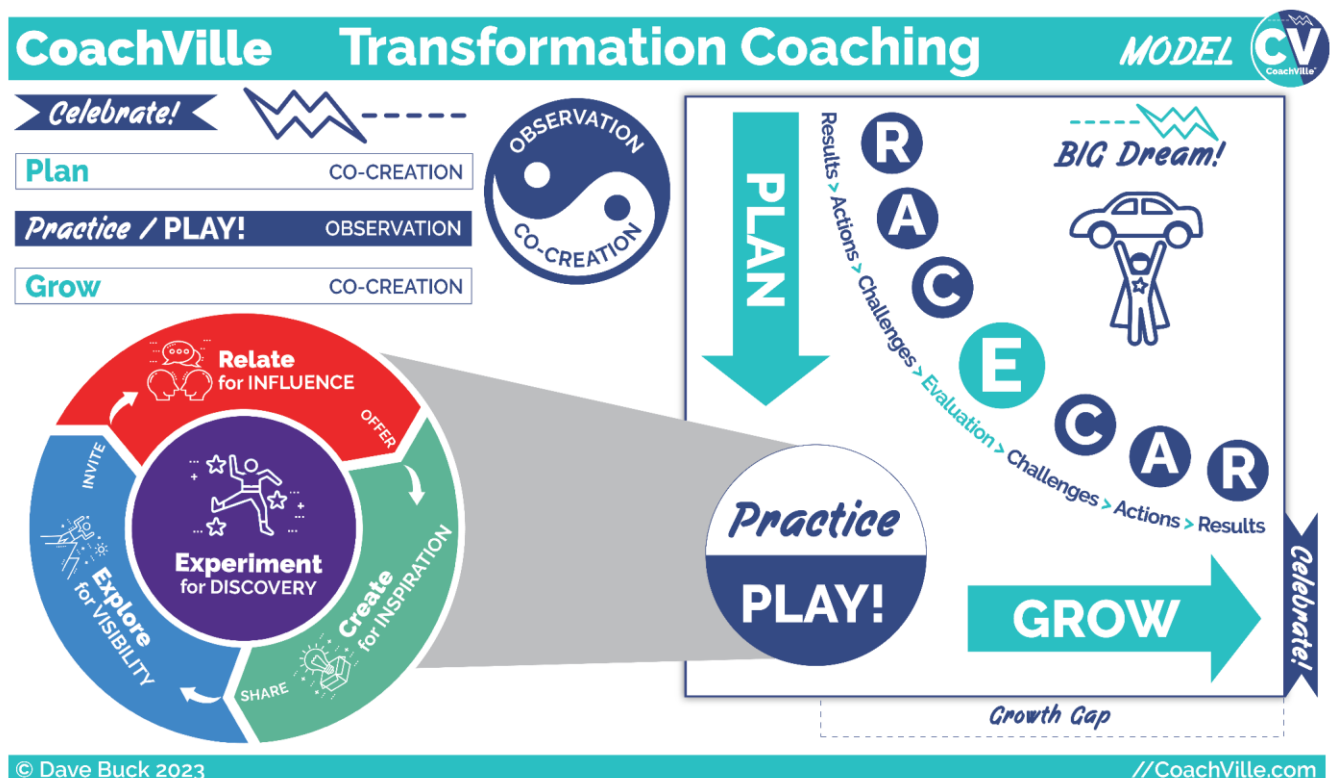 CoachVille Transformation Coaching MODEL
CV
CoachVille®
Celebrate!
Plan CO-CREATION
Practice / PLAY! OBSERVATION
Grow CO-CREATION
OBSERVATION
CO-CREATION
Relate
for INFLUENCE
OFFER
Create
for INSPIRATION
SHARE
Explore
for VISIBILITY
INVITE
Experiment
for DISCOVERY
PLAN
Results > Actions > Challenges > Evaluation > Challenges > Actions > Results
R
A
C
E
C
A
R
BIG Dream!
Practice
PLAY!
GROW
Celebrate!
Growth Gap
© Dave Buck 2023 //CoachVille.com